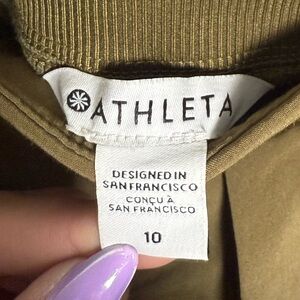 ATHLETA
DESIGNED IN
SAN FRANCISCO
CONÇU À
SAN FRANCISCO
10